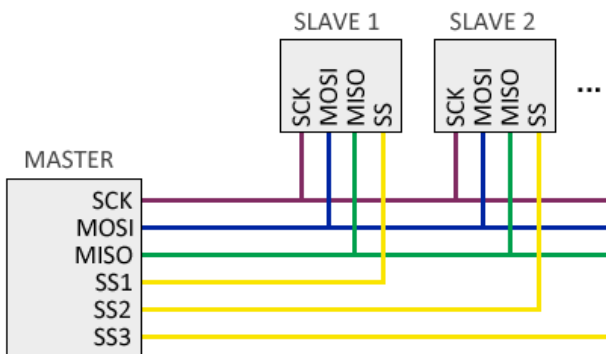 SLAVE 1
SLAVE 2
SCK
MOSI
MISO
SS
SCK
MOSI
MISO
SS
...
MASTER
SCK
MOSI
MISO
SS1
SS2
SS3